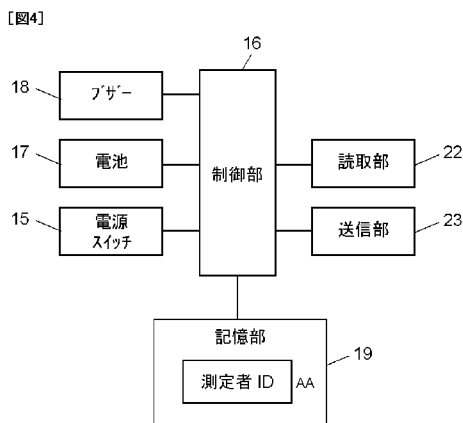 [図4]
16
18 ブザー
17 電池
制御部
読取部 22
15 電源
スイッチ
送信部 23
記憶部
19
測定者 ID AA